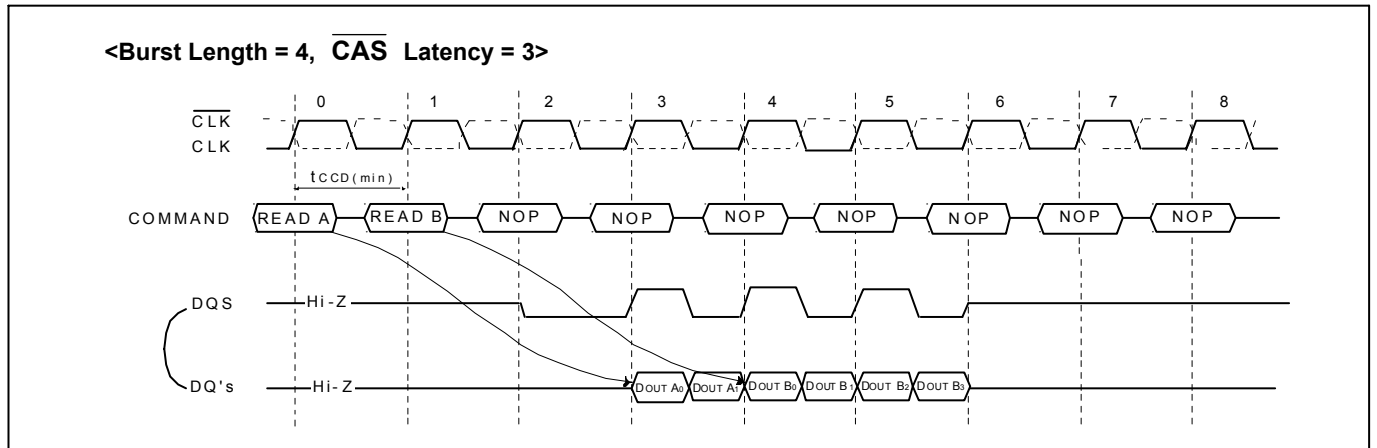 <Burst Length = 4, CAS Latency = 3>
0 1 2 3 4 5 6 7 8
CLK
CLK
tCCD(min)
COMMAND READ A READ B NOP NOP NOP NOP NOP NOP NOP
DQS Hi-Z
DQ's Hi-Z DOUT A0 DOUT A1 DOUT B0 DOUT B1 DOUT B2 DOUT B3